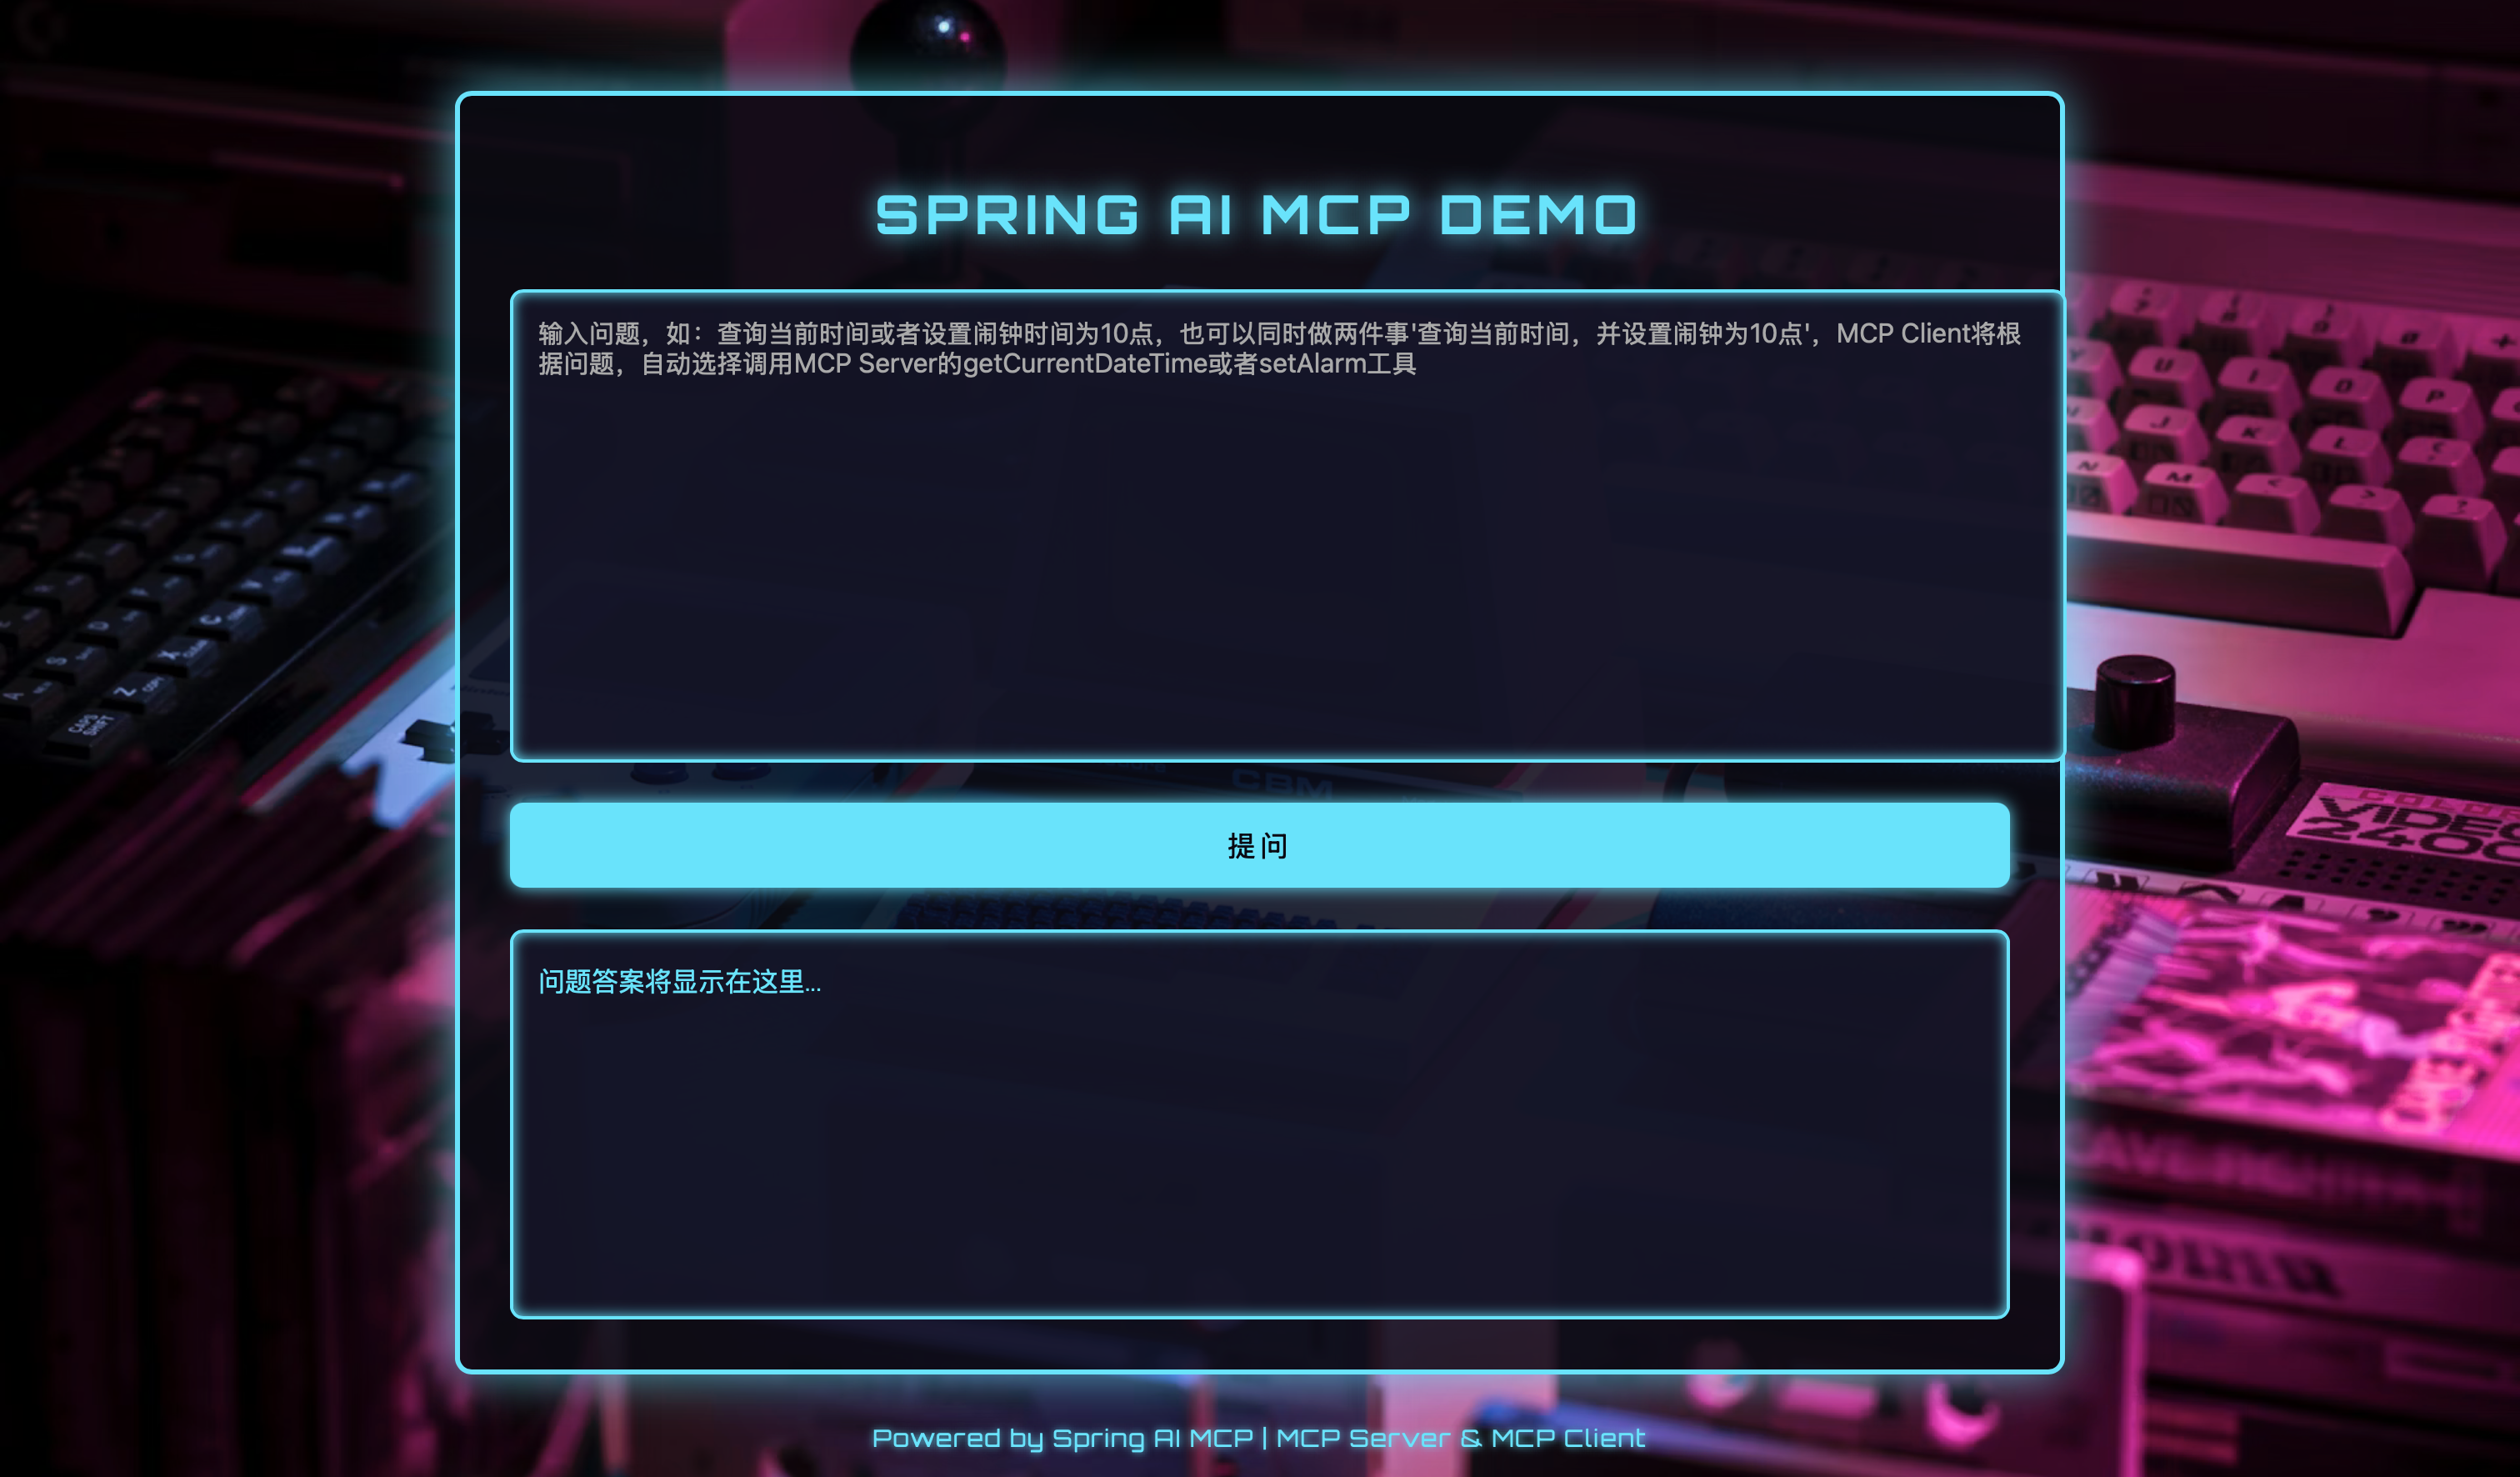 SPRING AI MCP DEMO
输入问题，如：查询当前时间或者设置闹钟时间为10点，也可以同时做两件事'查询当前时间，并设置闹钟为10点'，MCP Client将根
据问题，自动选择调用MCP Server的getCurrentDateTime或者setAlarm工具
CBM
提问
COLOR
问题答案将显示在这里...
Powered by Spring AI MCP | MCP Server & MCP Client